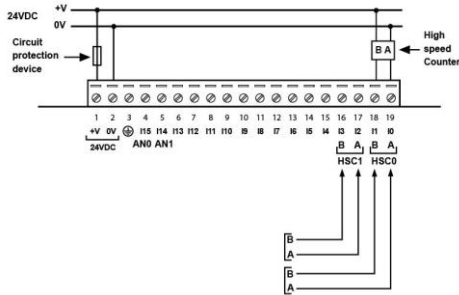 24VDC
+V
0V
Circuit
protection
device
B A
High
speed
Counter
1 2 3 4 5 6 7 8 9 10 11 12 13 14 15 16 17 18 19
+V 0V I15 I14 I13 I12 I11 I10 I9 I8 I7 I6 I5 I4 I3 I2 I1 I0
24VDC AN0 AN1 B A B A
HSC1 HSC0
B
A
B
A